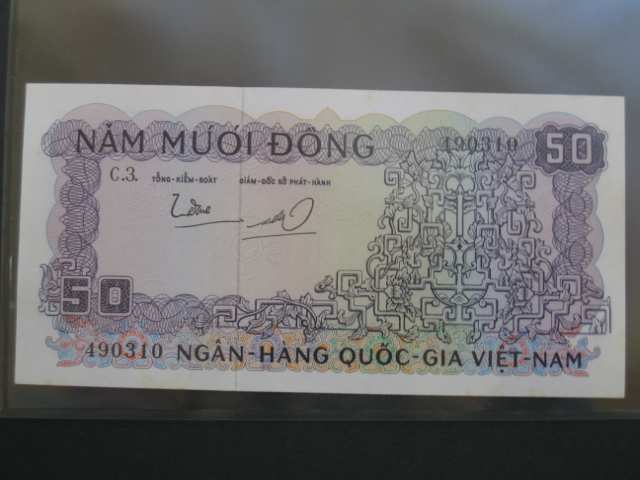 NĂM MƯƠI ĐỒNG 490310 50
C.3. TỔNG-KIỂM-SOÁT GIÁM-ĐỐC SỞ PHÁT-HÀNH
50
490310 NGÂN-HÀNG QUỐC-GIA VIỆT-NAM